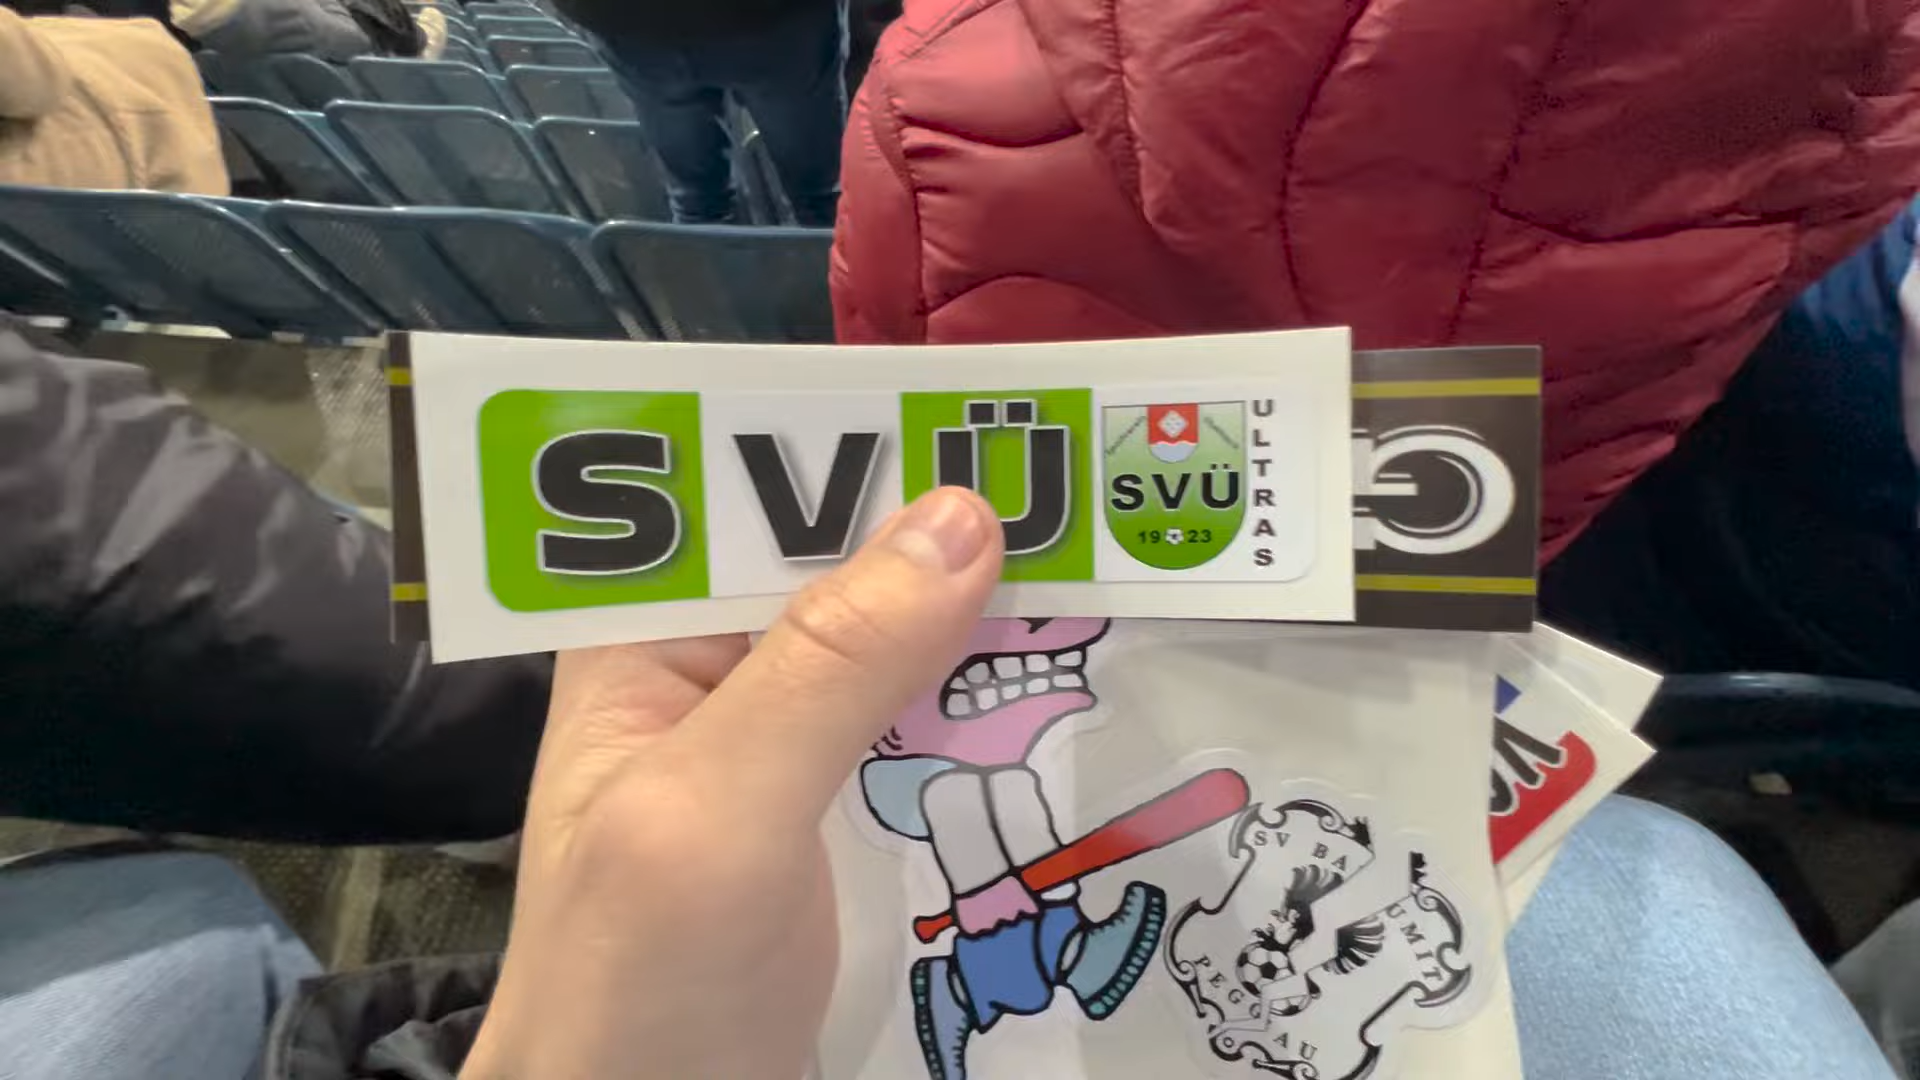 SVÜ
SVÜ
19 23
ULTRAS
SV BA
UMIT
PEGGAU